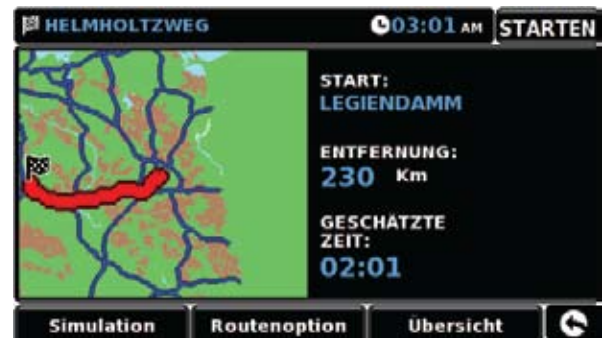 HELMHOLTZWEG 03:01 AM STARTEN
START:
LEGIENDAMM
ENTFERNUNG:
230 Km
GESCHÄTZTE
ZEIT:
02:01
Simulation Routenoption Übersicht